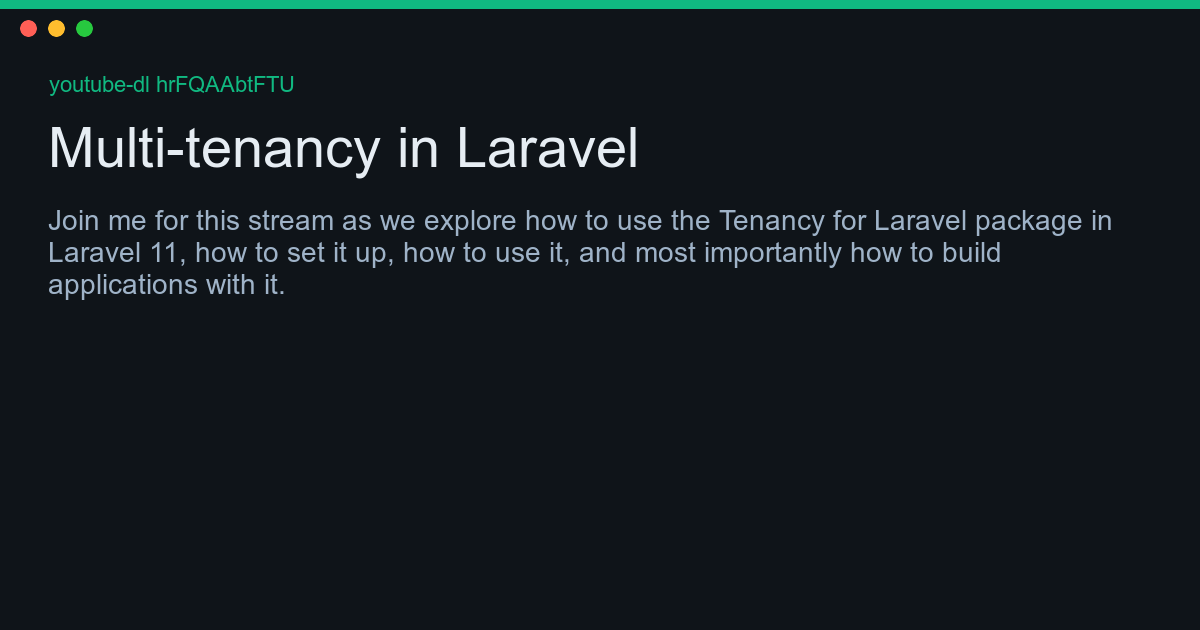 youtube-dl hrFQAAbtFTU
Multi-tenancy in Laravel
Join me for this stream as we explore how to use the Tenancy for Laravel package in
Laravel 11, how to set it up, how to use it, and most importantly how to build
applications with it.